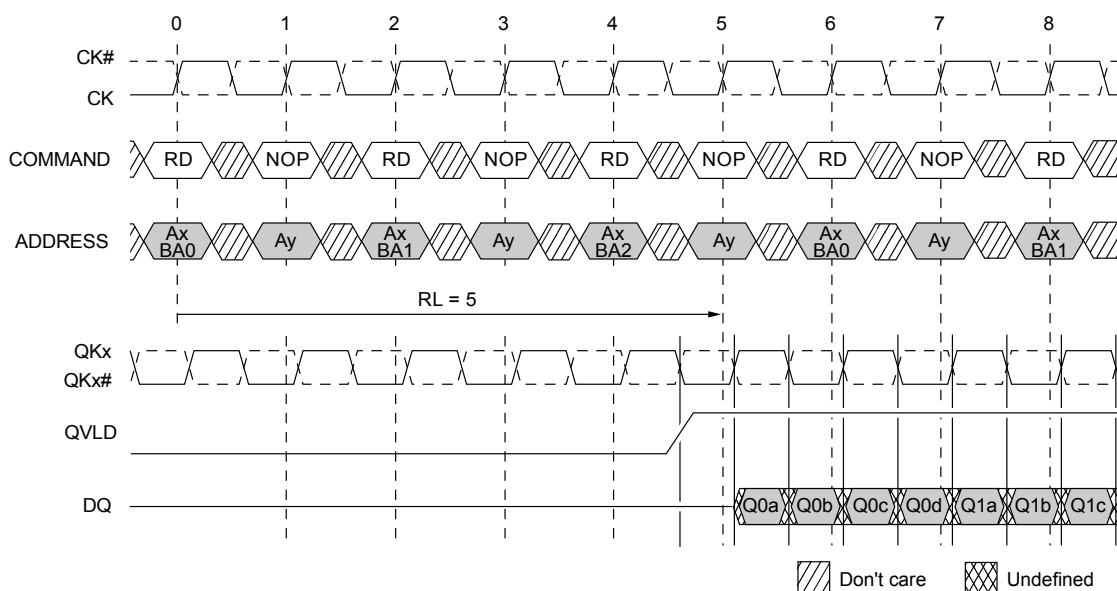 0 1 2 3 4 5 6 7 8
CK#
CK
COMMAND RD NOP RD NOP RD NOP RD NOP RD
ADDRESS Ax BA0 Ay Ax BA1 Ay Ax BA2 Ay Ax BA0 Ay Ax BA1
RL = 5
QKx
QKx#
QVLD
DQ Q0a Q0b Q0c Q0d Q1a Q1b Q1c
Don't care Undefined